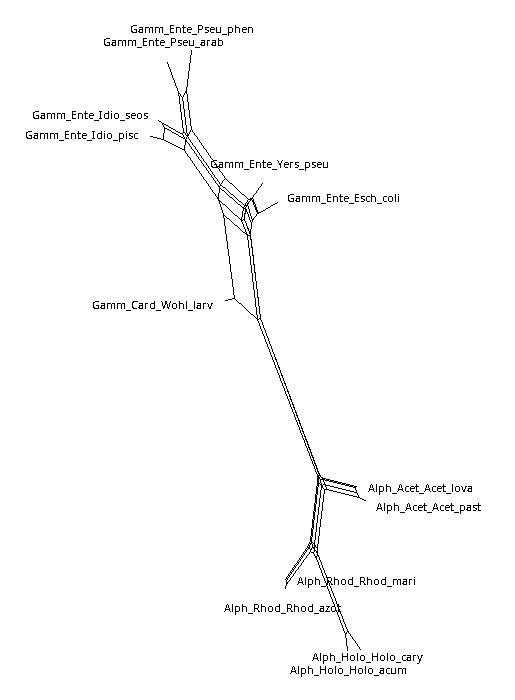 Gamm_Ente_Pseu_phen
Gamm_Ente_Pseu_arab
Gamm_Ente_Idio_seos
Gamm_Ente_Idio_pisc
Gamm_Ente_Yers_pseu
Gamm_Ente_Esch_coli
Gamm_Card_Wohl_larv
Alph_Acet_Acet_lova
Alph_Acet_Acet_past
Alph_Rhod_Rhod_mari
Alph_Rhod_Rhod_azot
Alph_Holo_Holo_cary
Alph_Holo_Holo_acum